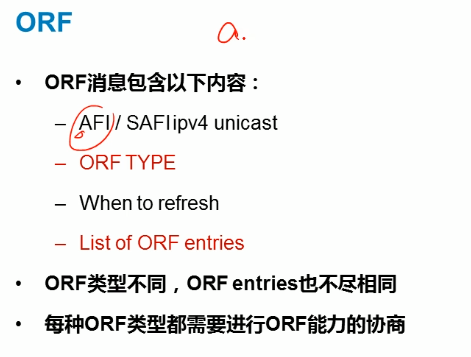 ORF
a.
• ORF消息包含以下内容：
– AFI / SAFI ipv4 unicast
– ORF TYPE
– When to refresh
– List of ORF entries
• ORF类型不同，ORF entries也不尽相同
• 每种ORF类型都需要进行ORF能力的协商